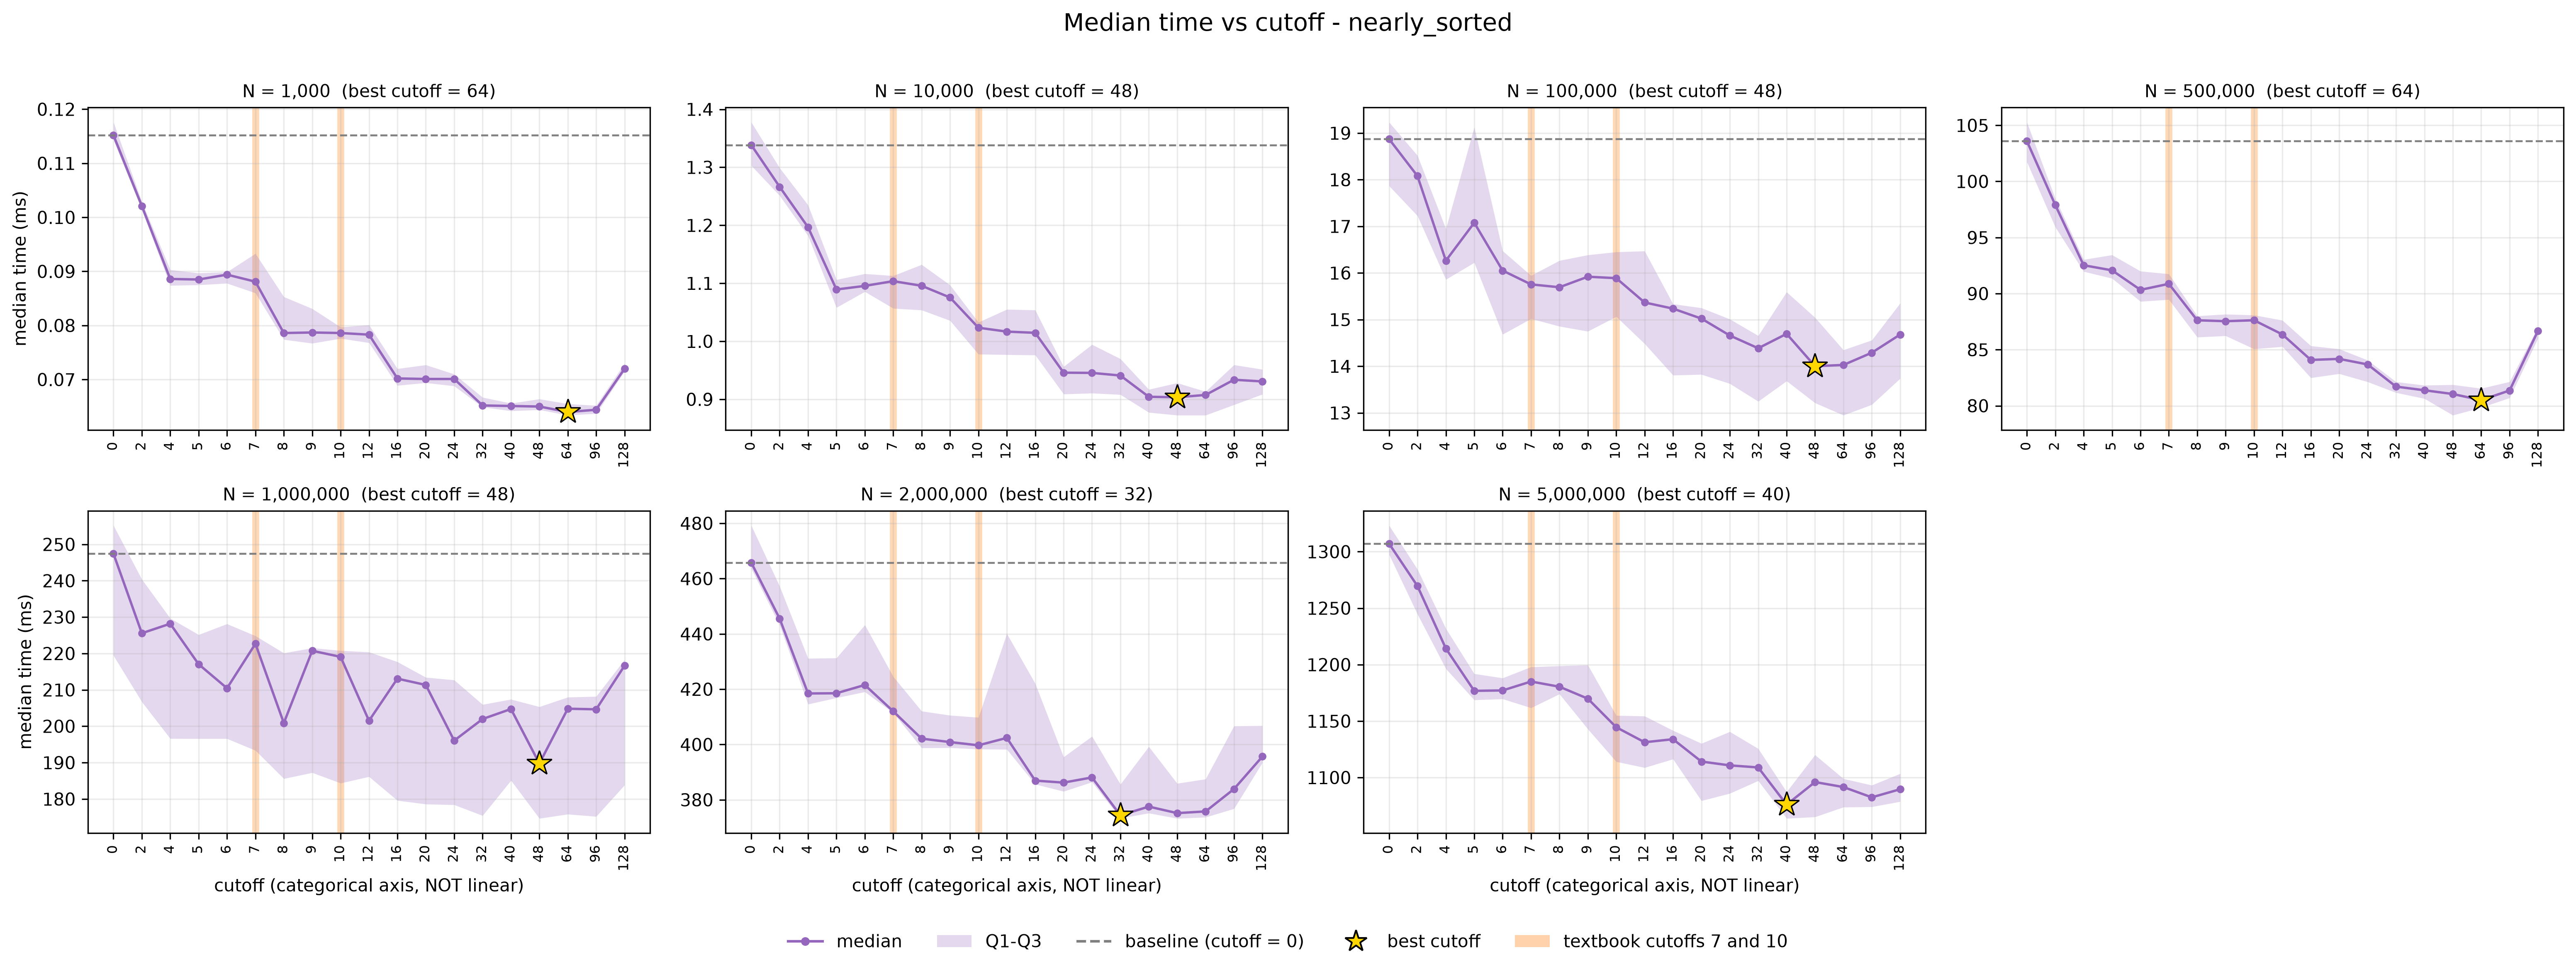 Median time vs cutoff - nearly_sorted
N = 1,000  (best cutoff = 64)
median time (ms)
0.12
0.11
0.10
0.09
0.08
0.07
0 2 4 5 6 7 8 9 10 12 16 20 24 32 40 48 64 96 128
N = 10,000  (best cutoff = 48)
1.4
1.3
1.2
1.1
1.0
0.9
0 2 4 5 6 7 8 9 10 12 16 20 24 32 40 48 64 96 128
N = 100,000  (best cutoff = 48)
19
18
17
16
15
14
13
0 2 4 5 6 7 8 9 10 12 16 20 24 32 40 48 64 96 128
N = 500,000  (best cutoff = 64)
105
100
95
90
85
80
0 2 4 5 6 7 8 9 10 12 16 20 24 32 40 48 64 96 128
N = 1,000,000  (best cutoff = 48)
median time (ms)
250
240
230
220
210
200
190
180
0 2 4 5 6 7 8 9 10 12 16 20 24 32 40 48 64 96 128
cutoff (categorical axis, NOT linear)
N = 2,000,000  (best cutoff = 32)
480
460
440
420
400
380
0 2 4 5 6 7 8 9 10 12 16 20 24 32 40 48 64 96 128
cutoff (categorical axis, NOT linear)
N = 5,000,000  (best cutoff = 40)
1300
1250
1200
1150
1100
0 2 4 5 6 7 8 9 10 12 16 20 24 32 40 48 64 96 128
cutoff (categorical axis, NOT linear)
median
Q1-Q3
baseline (cutoff = 0)
best cutoff
textbook cutoffs 7 and 10